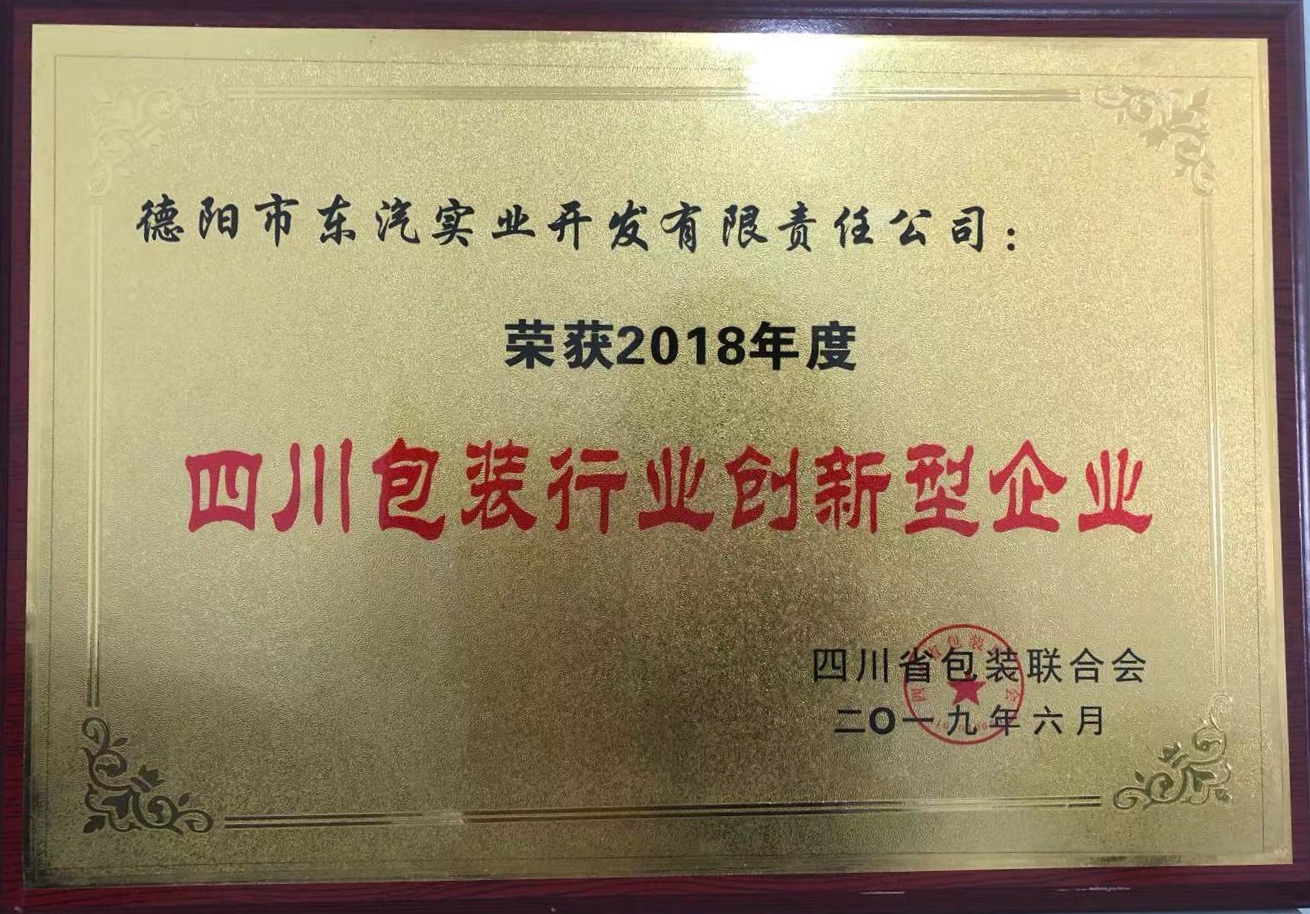 德阳市东汽实业开发有限责任公司：
荣获2018年度
四川包装行业创新型企业
四川省包装联合会
二O一九年六月